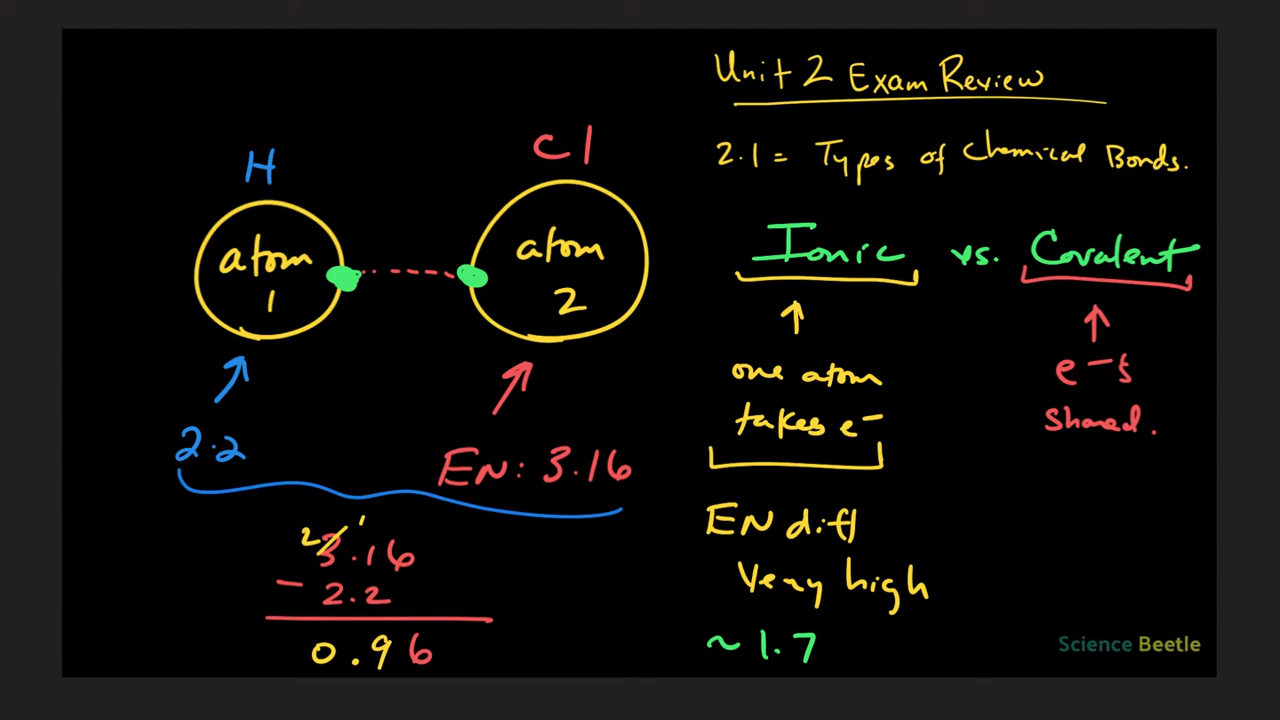 Unit 2 Exam Review
2.1 = Types of Chemical Bonds.
H
Cl
atom
1
atom
2
2.2
EN: 3.16
2 1
3.16
- 2.2
0.96
Ionic vs. Covalent
one atom
takes e-
e-s
shared.
EN diff
Very high
~1.7
Science Beetle